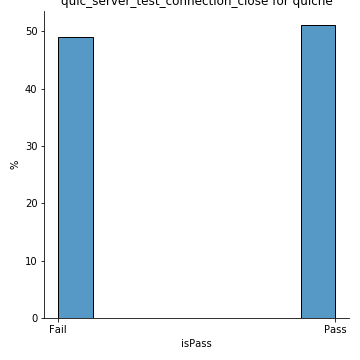 quic_server_test_connection_close for quiche
50
40
30
20
10
0
%
Fail
Pass
isPass